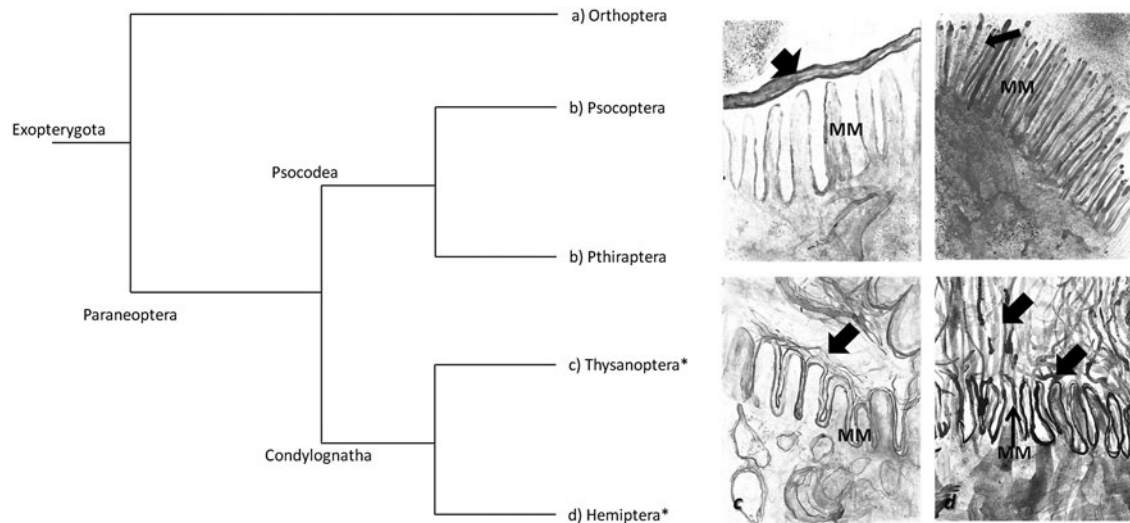 a) Orthoptera
b) Psocoptera
Exopterygota
Psocodea
b) Pthiraptera
Paraneoptera
c) Thysanoptera*
Condylognatha
d) Hemiptera*
MM
MM
MM
c
MM
d